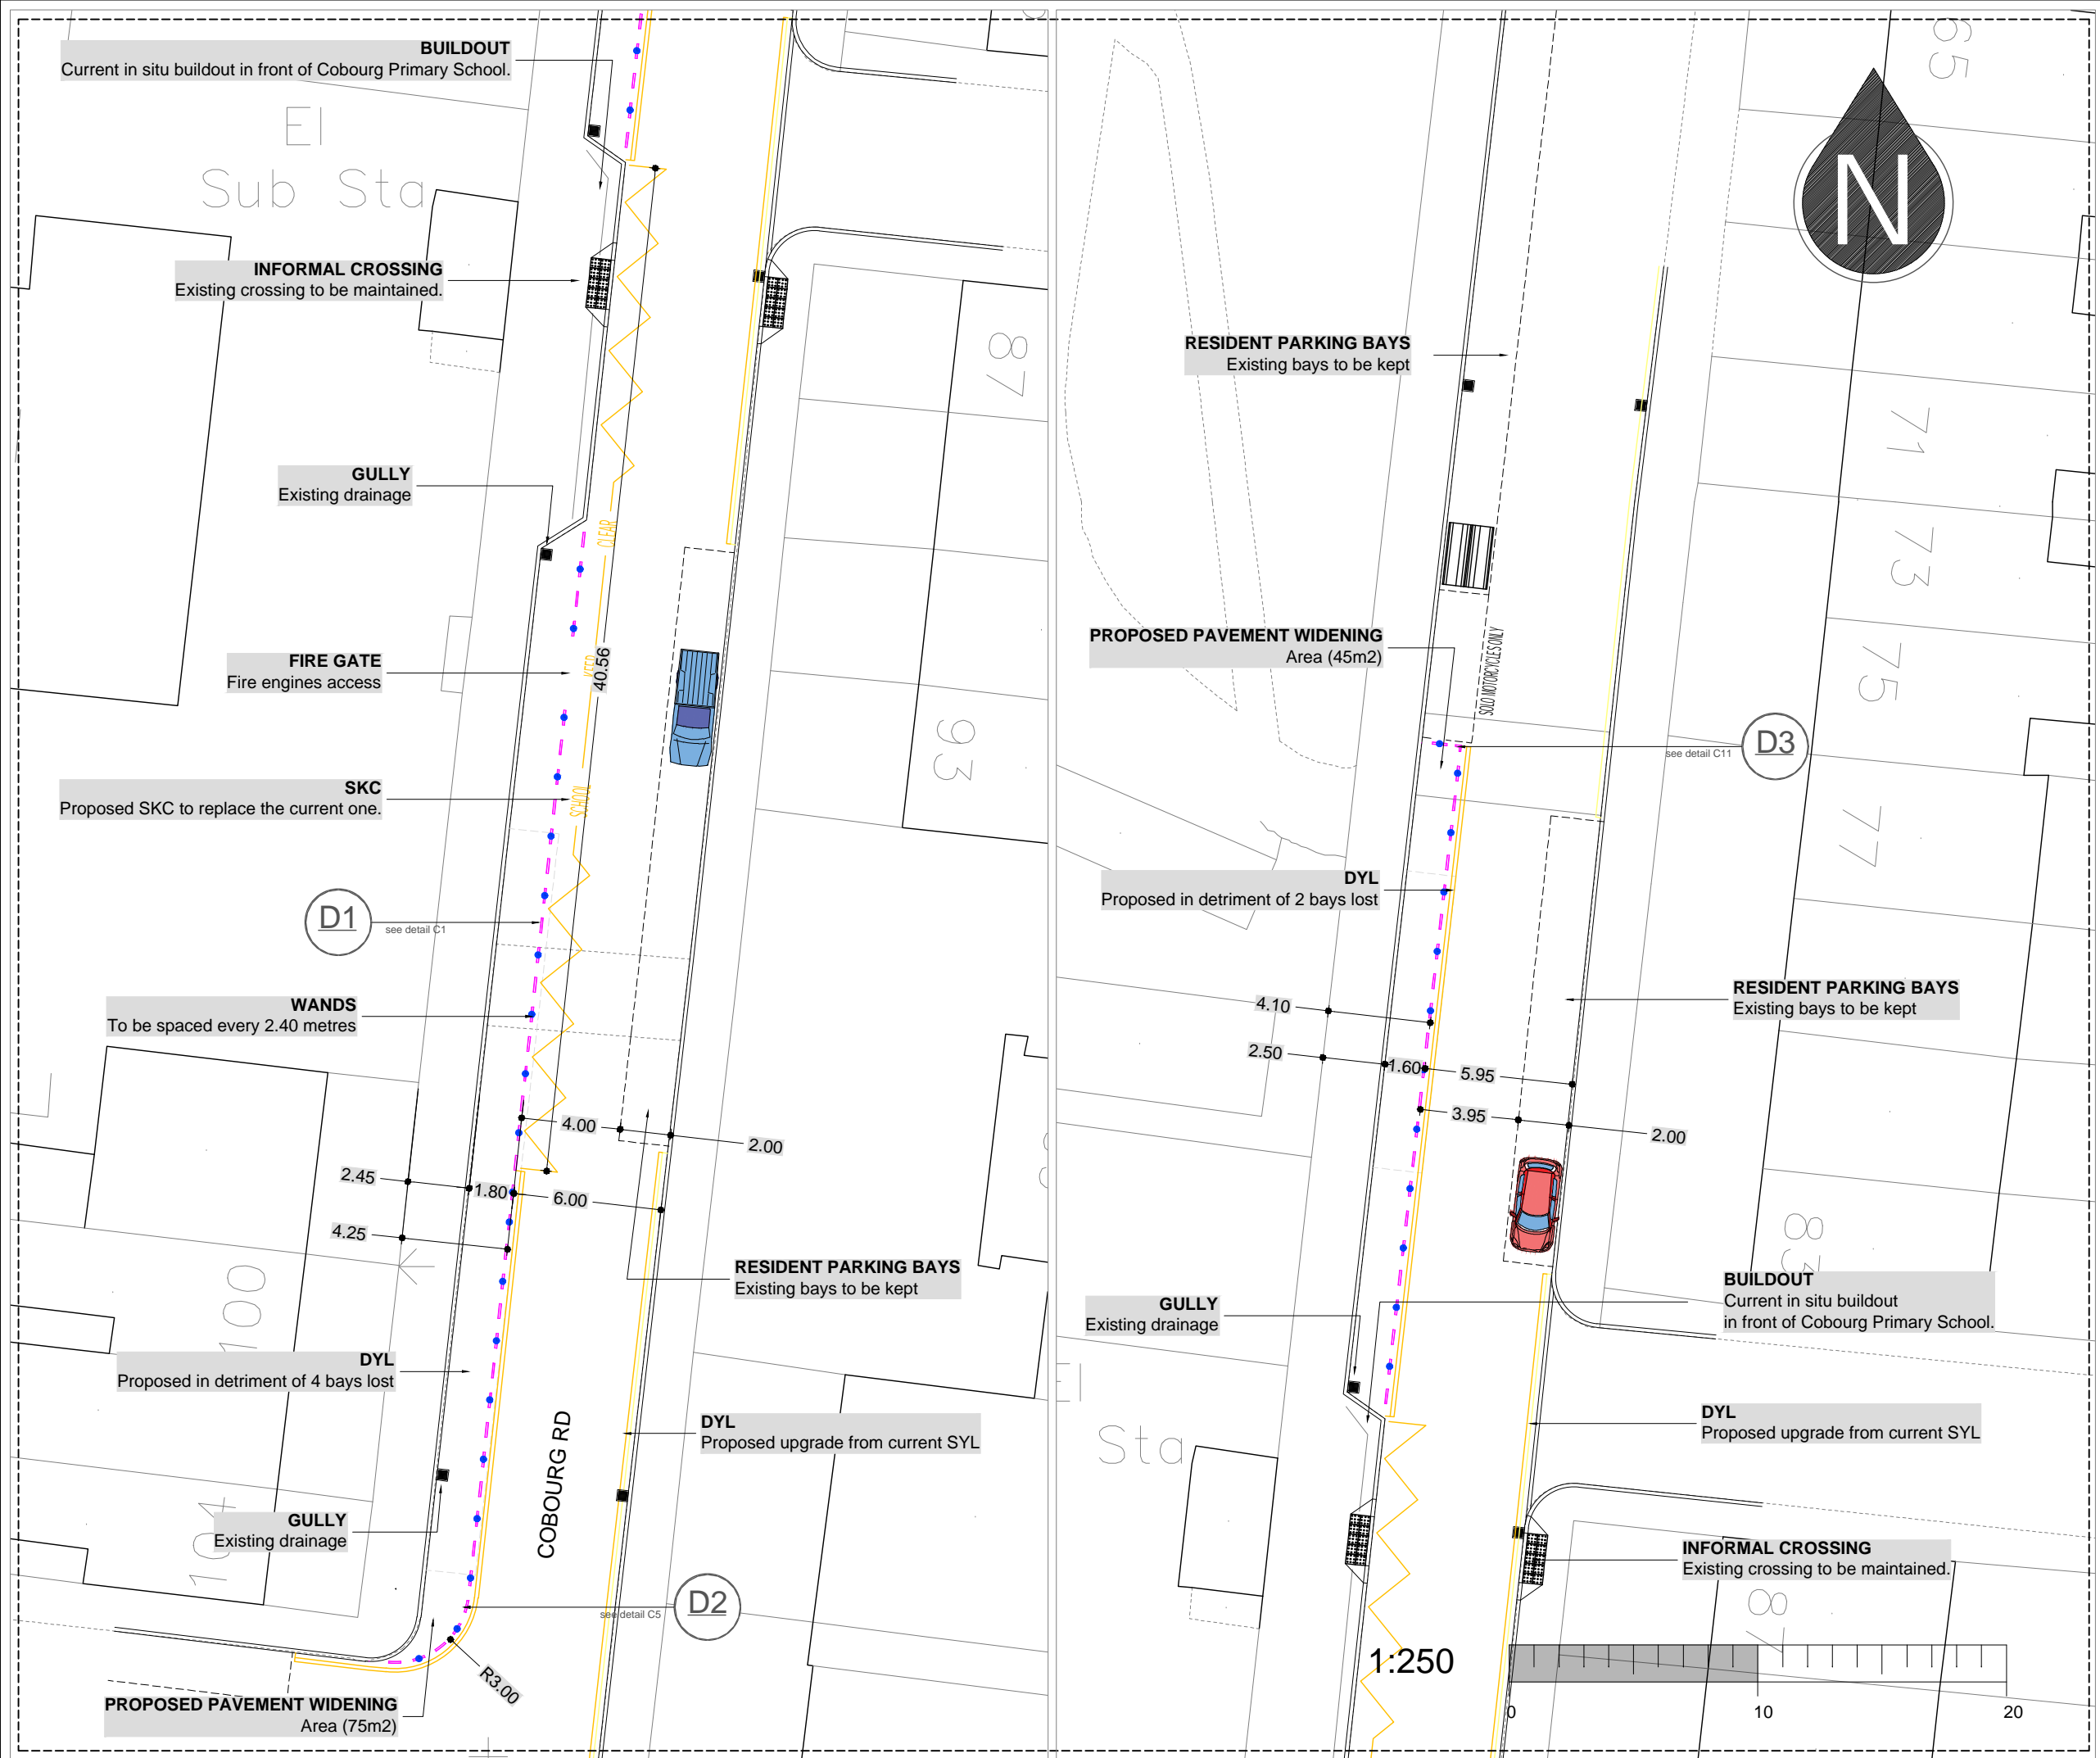 BUILDOUT
Current in situ buildout in front of Cobourg Primary School.
El
Sub Sta
INFORMAL CROSSING
Existing crossing to be maintained.
87
GULLY
Existing drainage
CLEAR
FIRE GATE
Fire engines access
KEEP
40.56
93
SKC
Proposed SKC to replace the current one.
SCHOOL
D1
see detail C1
WANDS
To be spaced every 2.40 metres
4.00
2.00
2.45
1.80
6.00
4.25
RESIDENT PARKING BAYS
Existing bays to be kept
100
DYL
Proposed in detriment of 4 bays lost
DYL
Proposed upgrade from current SYL
COBOURG RD
GULLY
Existing drainage
104
D2
see detail C5
R3.00
PROPOSED PAVEMENT WIDENING
Area (75m2)
65
N
RESIDENT PARKING BAYS
Existing bays to be kept
71
73
PROPOSED PAVEMENT WIDENING
Area (45m2)
SOLO MOTORCYCLES ONLY
75
D3
see detail C11
77
DYL
Proposed in detriment of 2 bays lost
RESIDENT PARKING BAYS
Existing bays to be kept
4.10
2.50
1.60
5.95
3.95
2.00
83
BUILDOUT
Current in situ buildout
in front of Cobourg Primary School.
GULLY
Existing drainage
El
Sta
DYL
Proposed upgrade from current SYL
INFORMAL CROSSING
Existing crossing to be maintained.
87
1:250
0
10
20